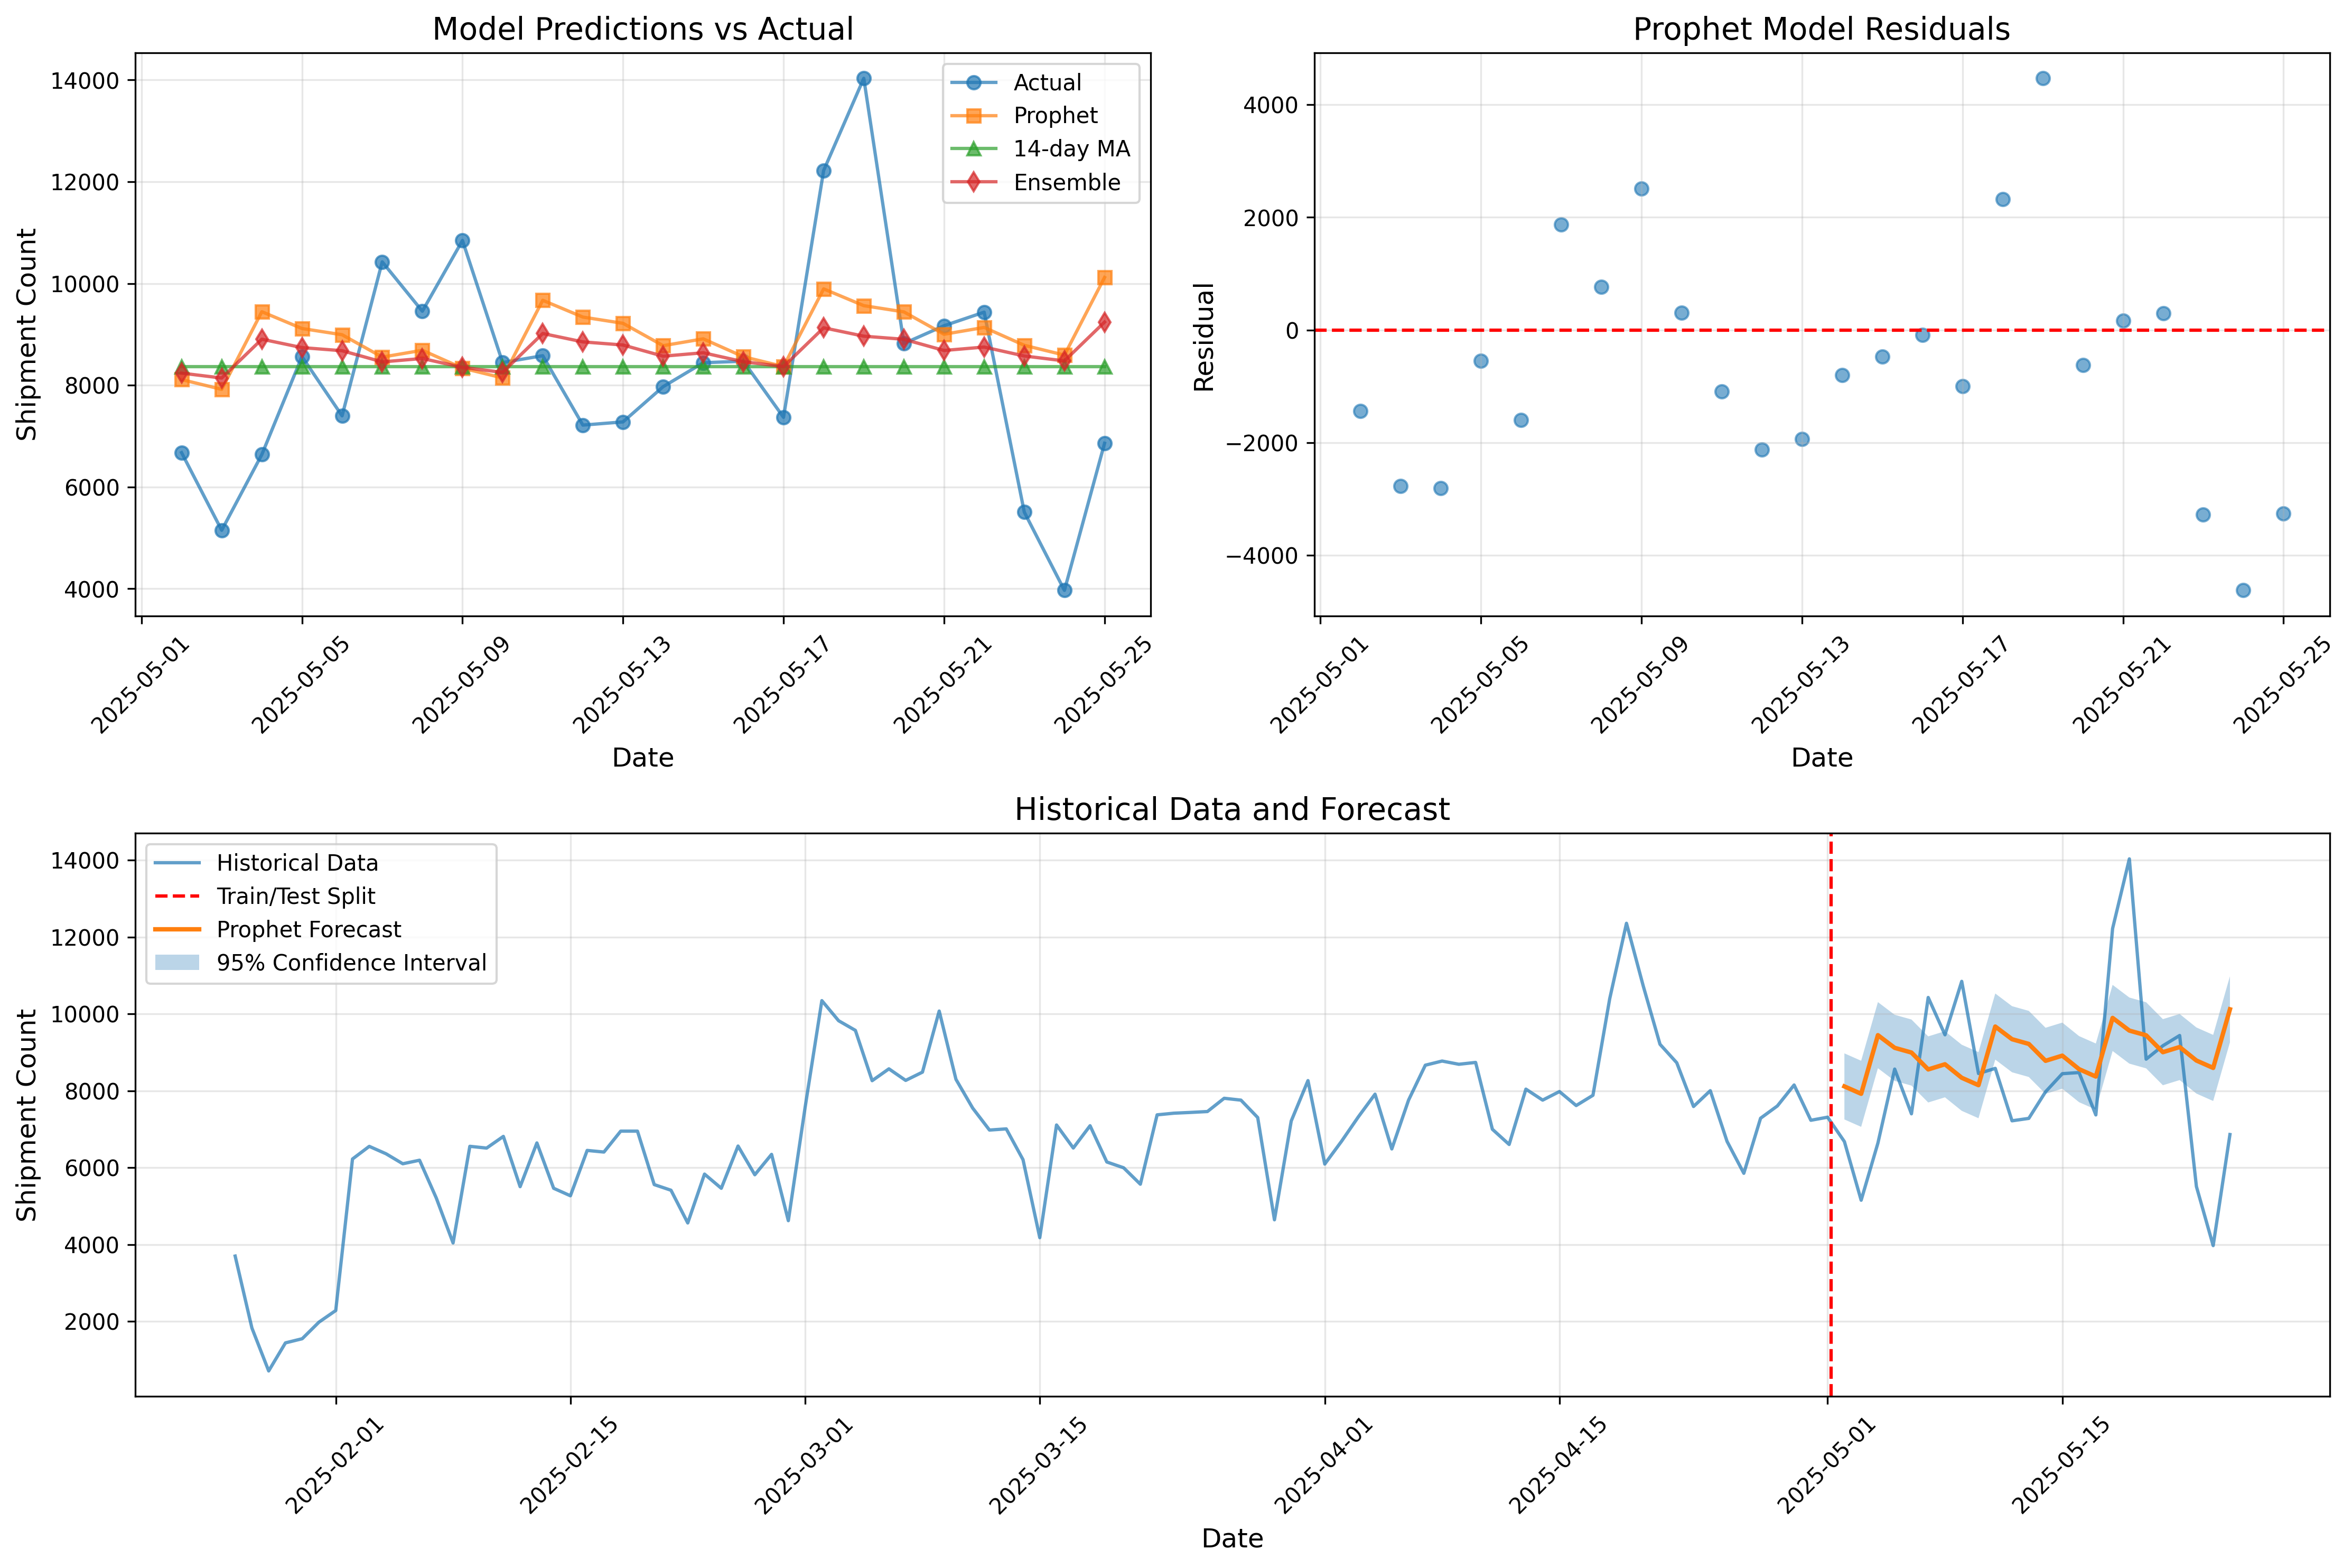 Model Predictions vs Actual
Shipment Count
14000
12000
10000
8000
6000
4000
Actual
Prophet
14-day MA
Ensemble
2025-05-01
2025-05-05
2025-05-09
2025-05-13
2025-05-17
2025-05-21
2025-05-25
Date
Prophet Model Residuals
Residual
4000
2000
0
−2000
−4000
2025-05-01
2025-05-05
2025-05-09
2025-05-13
2025-05-17
2025-05-21
2025-05-25
Date
Historical Data and Forecast
Shipment Count
14000
12000
10000
8000
6000
4000
2000
Historical Data
Train/Test Split
Prophet Forecast
95% Confidence Interval
2025-02-01
2025-02-15
2025-03-01
2025-03-15
2025-04-01
2025-04-15
2025-05-01
2025-05-15
Date